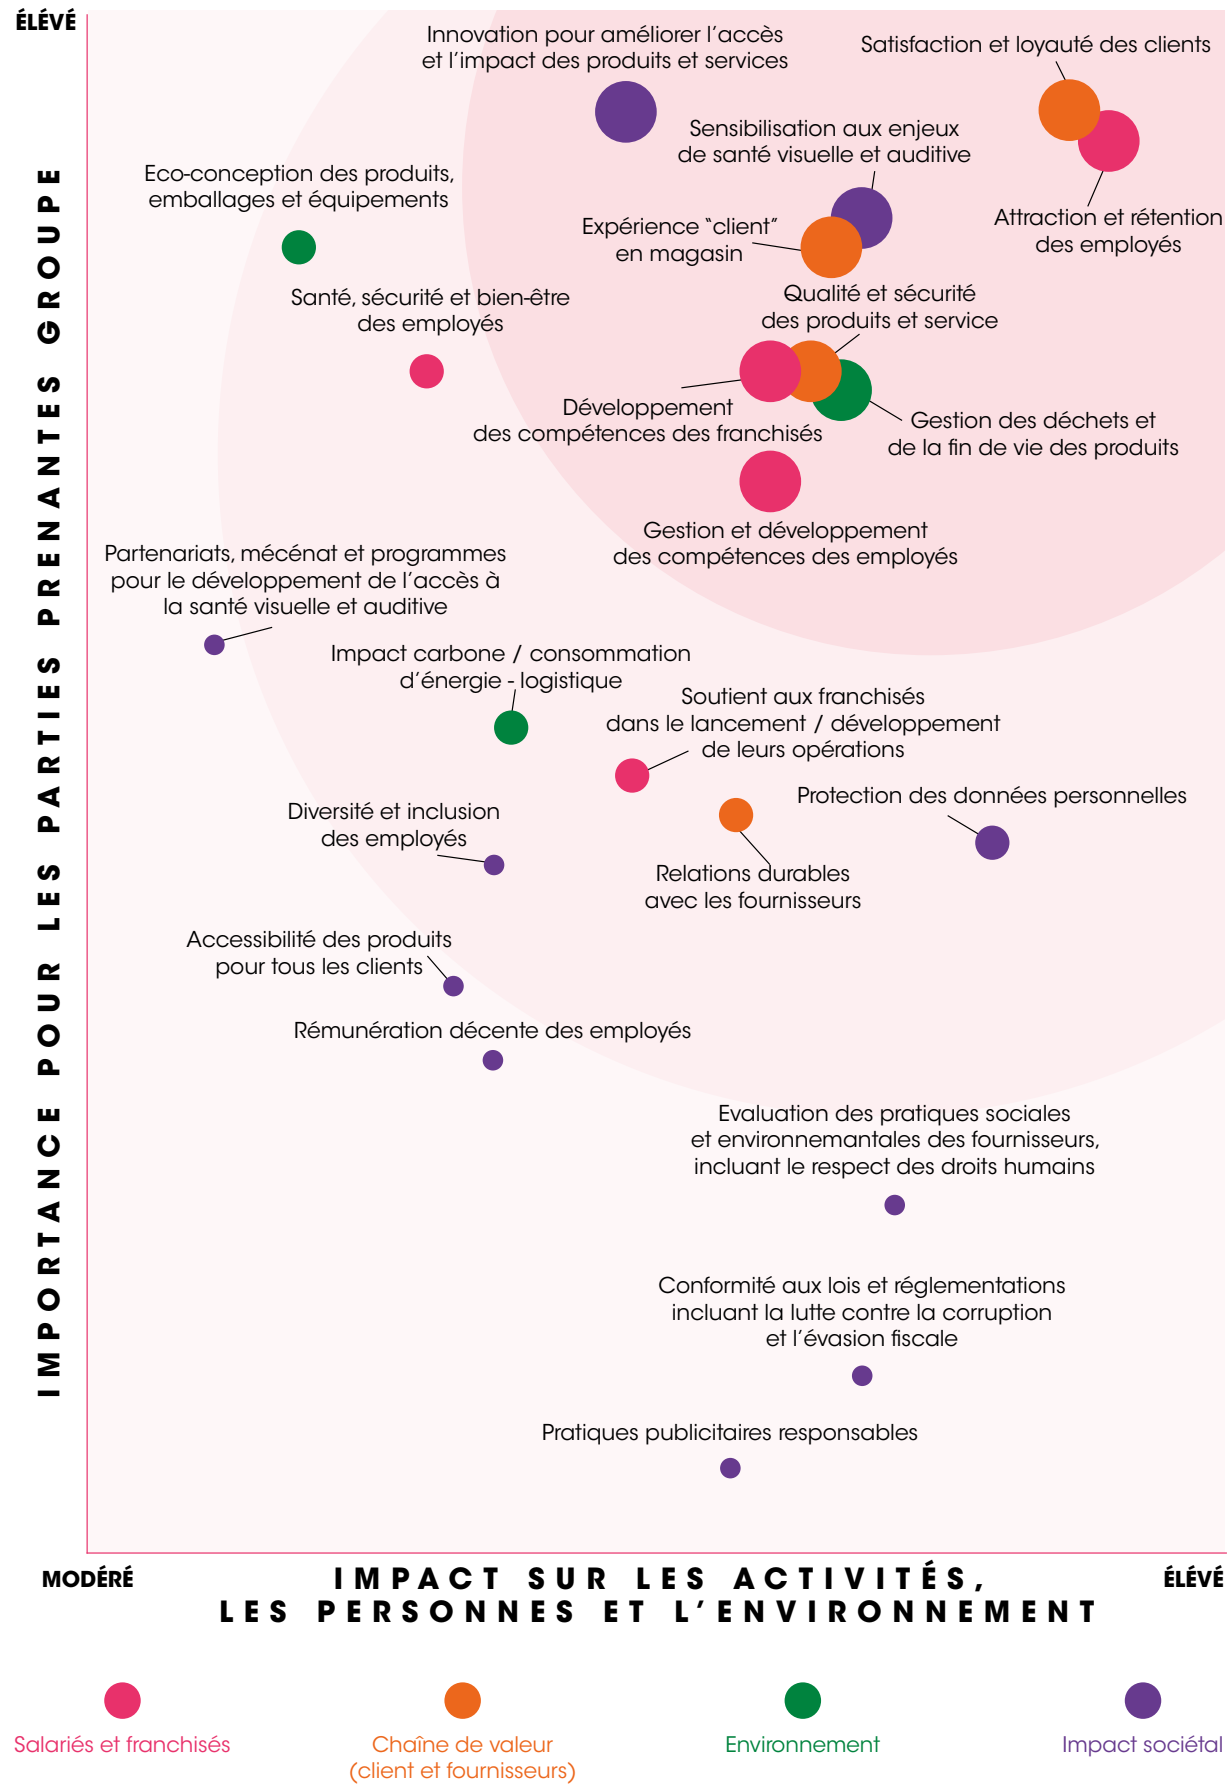 ÉLÉVÉ
IMPORTANCE POUR LES PARTIES PRENANTES GROUPE
Innovation pour améliorer l’accès
et l’impact des produits et services
Satisfaction et loyauté des clients
Sensibilisation aux enjeux
de santé visuelle et auditive
Eco-conception des produits,
emballages et équipements
Expérience “client”
en magasin
Attraction et rétention
des employés
Santé, sécurité et bien-être
des employés
Qualité et sécurité
des produits et service
Développement
des compétences des franchisés
Gestion des déchets et
de la fin de vie des produits
Gestion et développement
des compétences des employés
Partenariats, mécénat et programmes
pour le développement de l’accès à
la santé visuelle et auditive
Impact carbone / consommation
d’énergie - logistique
Soutient aux franchisés
dans le lancement / développement
de leurs opérations
Protection des données personnelles
Diversité et inclusion
des employés
Relations durables
avec les fournisseurs
Accessibilité des produits
pour tous les clients
Rémunération décente des employés
Evaluation des pratiques sociales
et environnemantales des fournisseurs,
incluant le respect des droits humains
Conformité aux lois et réglementations
incluant la lutte contre la corruption
et l’évasion fiscale
Pratiques publicitaires responsables
MODÉRÉ
IMPACT SUR LES ACTIVITÉS,
LES PERSONNES ET L’ENVIRONNEMENT
ÉLÉVÉ
Salariés et franchisés
Chaîne de valeur
(client et fournisseurs)
Environnement
Impact sociétal